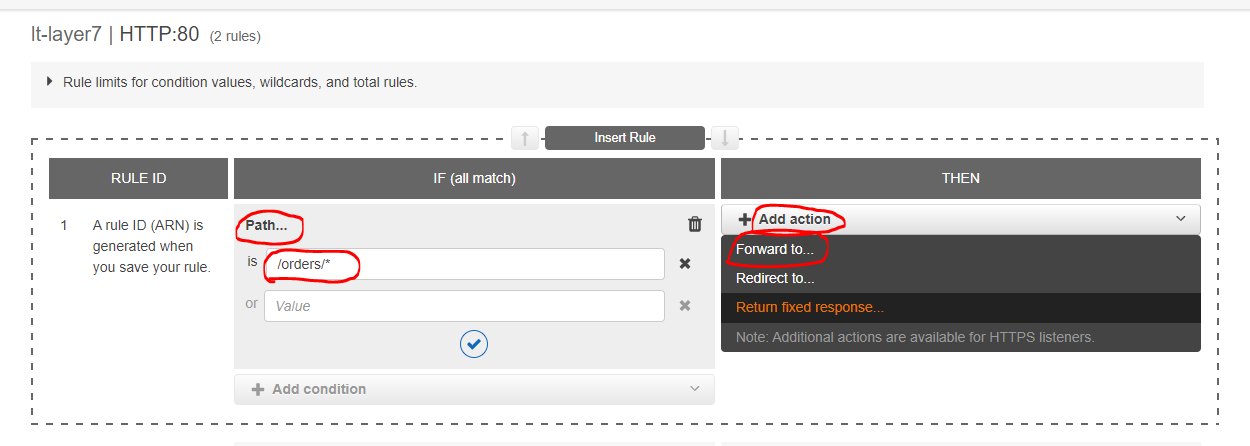 lt-layer7 | HTTP:80 (2 rules)
Rule limits for condition values, wildcards, and total rules.
Insert Rule
RULE ID
IF (all match)
THEN
1
A rule ID (ARN) is
generated when
you save your rule.
Path...
is
/orders/*
or
Value
Add condition
Add action
Forward to...
Redirect to...
Return fixed response...
Note: Additional actions are available for HTTPS listeners.